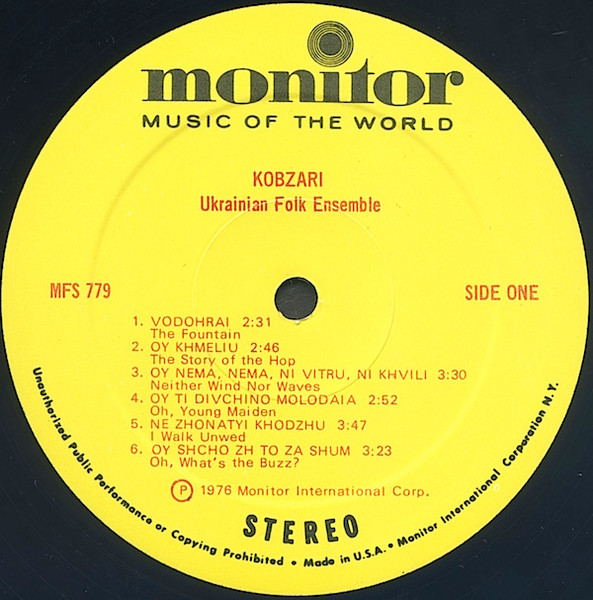 monitor
MUSIC OF THE WORLD
KOBZARI
Ukrainian Folk Ensemble
MFS 779
SIDE ONE
1. VODOHRAI 2:31
The Fountain
2. OY KHMELIU 2:46
The Story of the Hop
3. OY NEMA, NEMA, NI VITRU, NI KHVILI 3:30
Neither Wind Nor Waves
4. OY TI DIVCHINO MOLODAIA 2:52
Oh, Young Maiden
5. NE ZHONATYI KHODZHU 3:47
I Walk Unwed
6. OY SHCHO ZH TO ZA SHUM 3:23
Oh, What's the Buzz?
Ⓟ 1976 Monitor International Corp.
STEREO
Unauthorized Public Performance or Copying Prohibited • Made in U.S.A. • Monitor International Corporation N.Y.